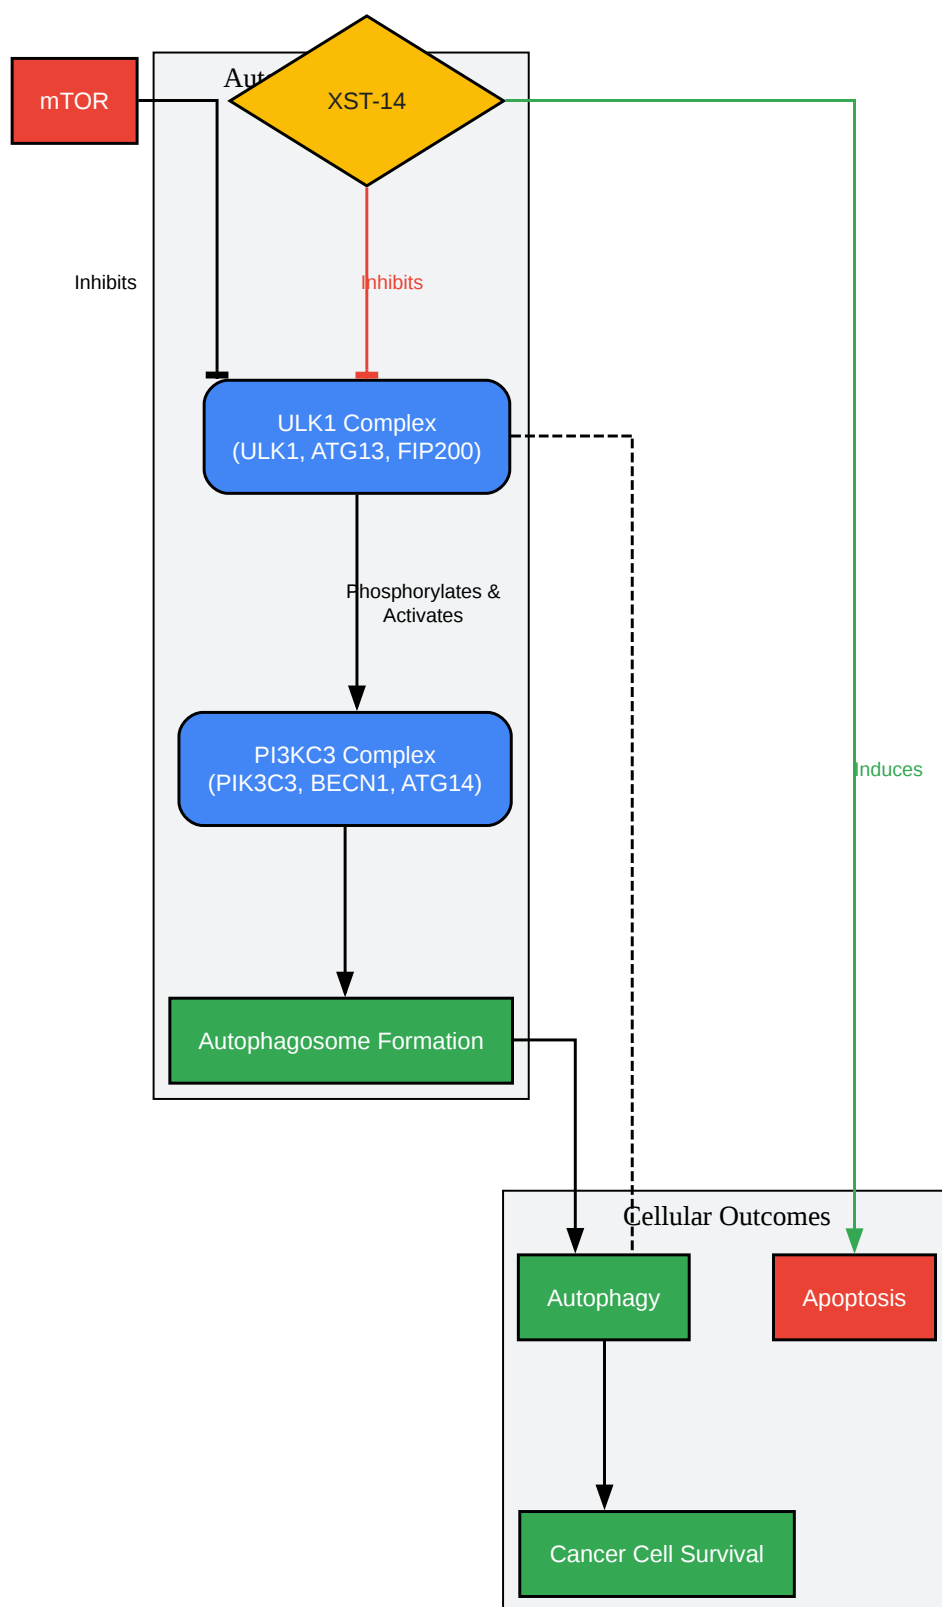 mTOR
XST-14
Inhibits
Inhibits
ULK1 Complex
(ULK1, ATG13, FIP200)
Phosphorylates &
Activates
PI3KC3 Complex
(PIK3C3, BECN1, ATG14)
Induces
Autophagosome Formation
Cellular Outcomes
Autophagy
Apoptosis
Cancer Cell Survival